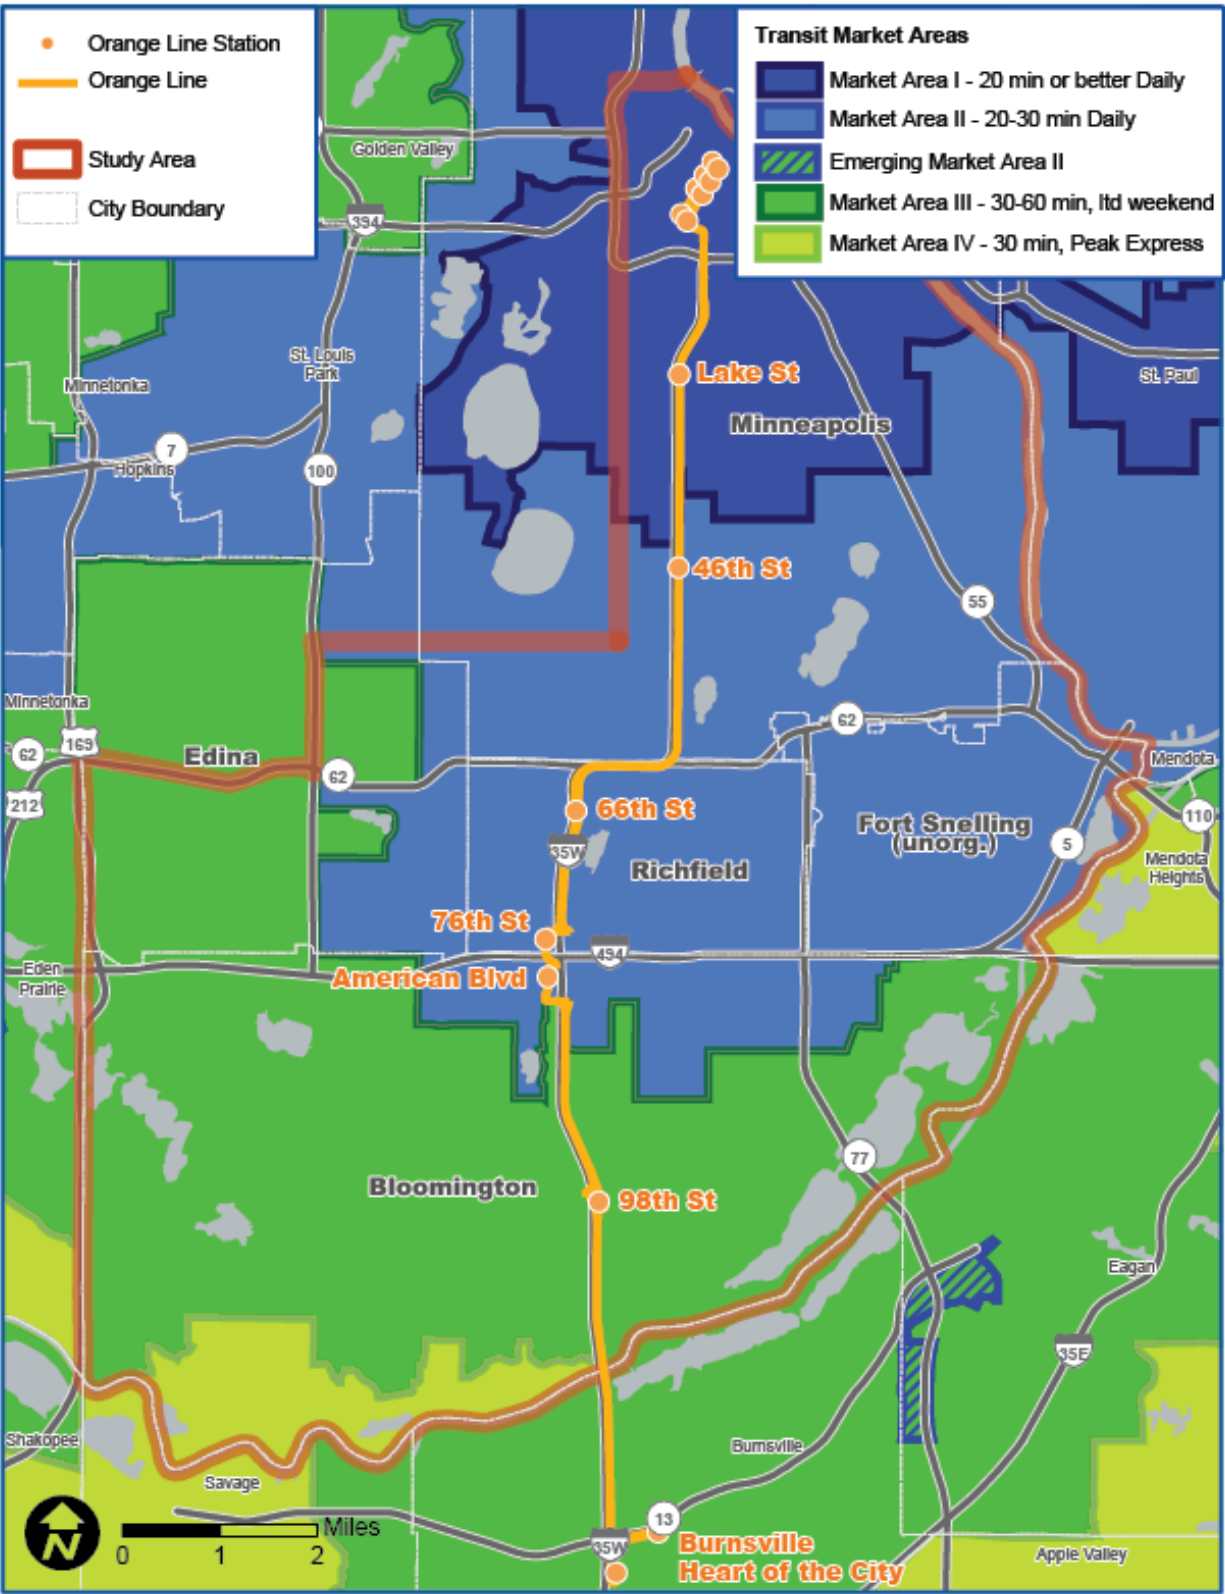 Orange Line Station
Orange Line
Study Area
City Boundary
Transit Market Areas
Market Area I - 20 min or better Daily
Market Area II - 20-30 min Daily
Emerging Market Area II
Market Area III - 30-60 min, ltd weekend
Market Area IV - 30 min, Peak Express
Golden Valley
394
St. Louis
Park
Minnetonka
Lake St
St. Paul
Minneapolis
7
Hopkins
100
46th St
55
Minnetonka
62
169
Edina
62
62
Mendota
212
66th St
Fort Snelling
(unorg.)
110
5
35W
Richfield
Mendota
Heights
76th St
494
Eden
Prairie
American Blvd
77
Bloomington
98th St
Eagan
35E
Shakopee
Burnsville
Savage
N
Miles
0 1 2
13
35W
Burnsville
Heart of the City
Apple Valley